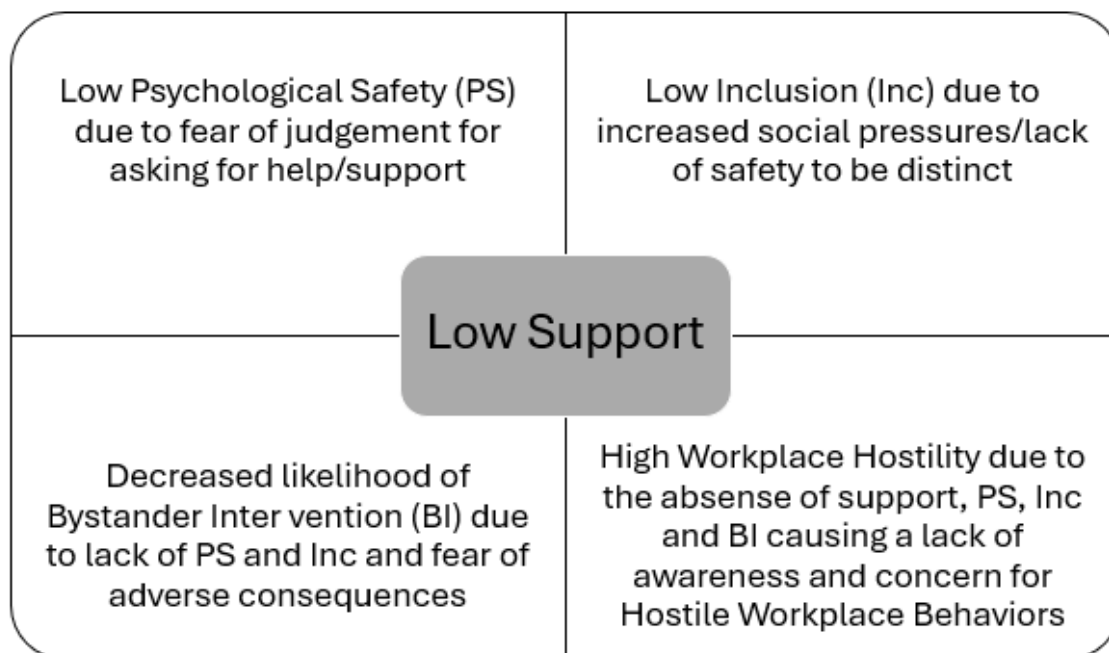 Low Psychological Safety (PS)
due to fear of judgement for
asking for help/support
Low Inclusion (Inc) due to
increased social pressures/lack
of safety to be distinct
Low Support
Decreased likelihood of
Bystander Inter vention (BI) due
to lack of PS and Inc and fear of
adverse consequences
High Workplace Hostility due to
the absense of support, PS, Inc
and BI causing a lack of
awareness and concern for
Hostile Workplace Behaviors